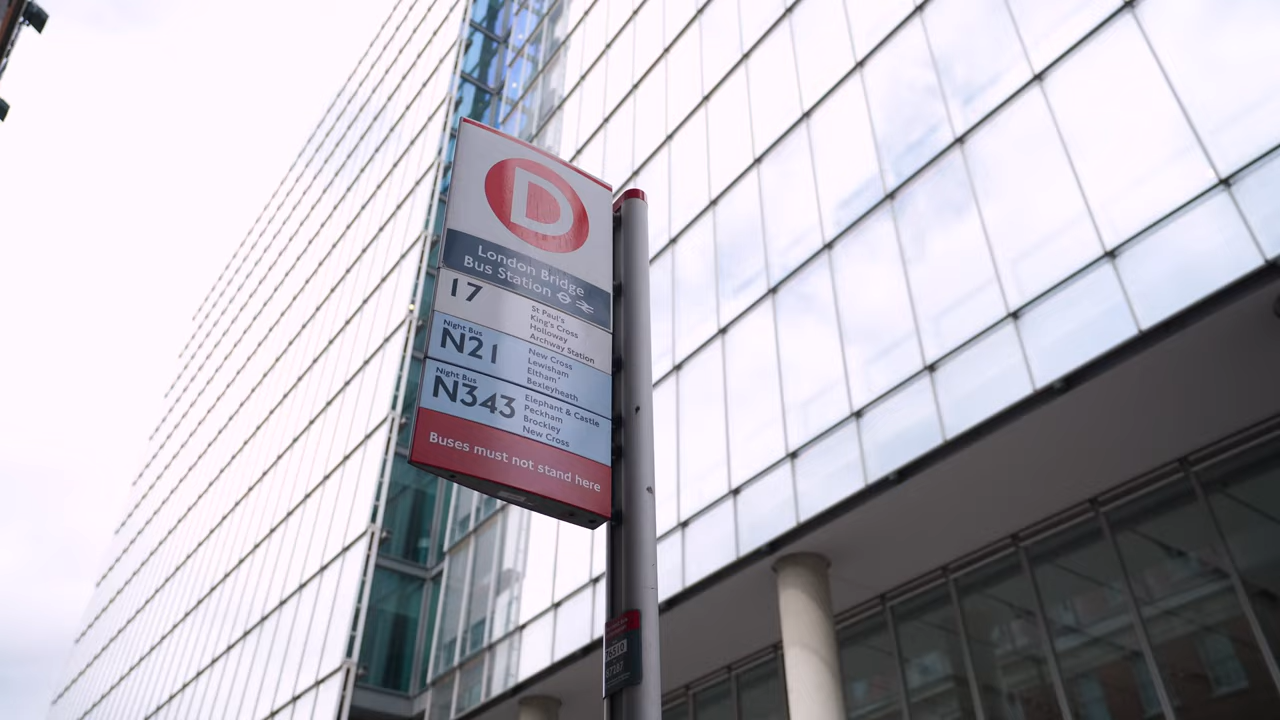 D
London Bridge
Bus Station
17
St Paul's
King's Cross
Holloway
Archway Station
Night Bus
N21
New Cross
Lewisham
Eltham
Bexleyheath
Night Bus
N343
Elephant & Castle
Peckham
Brockley
New Cross
Buses must not stand here